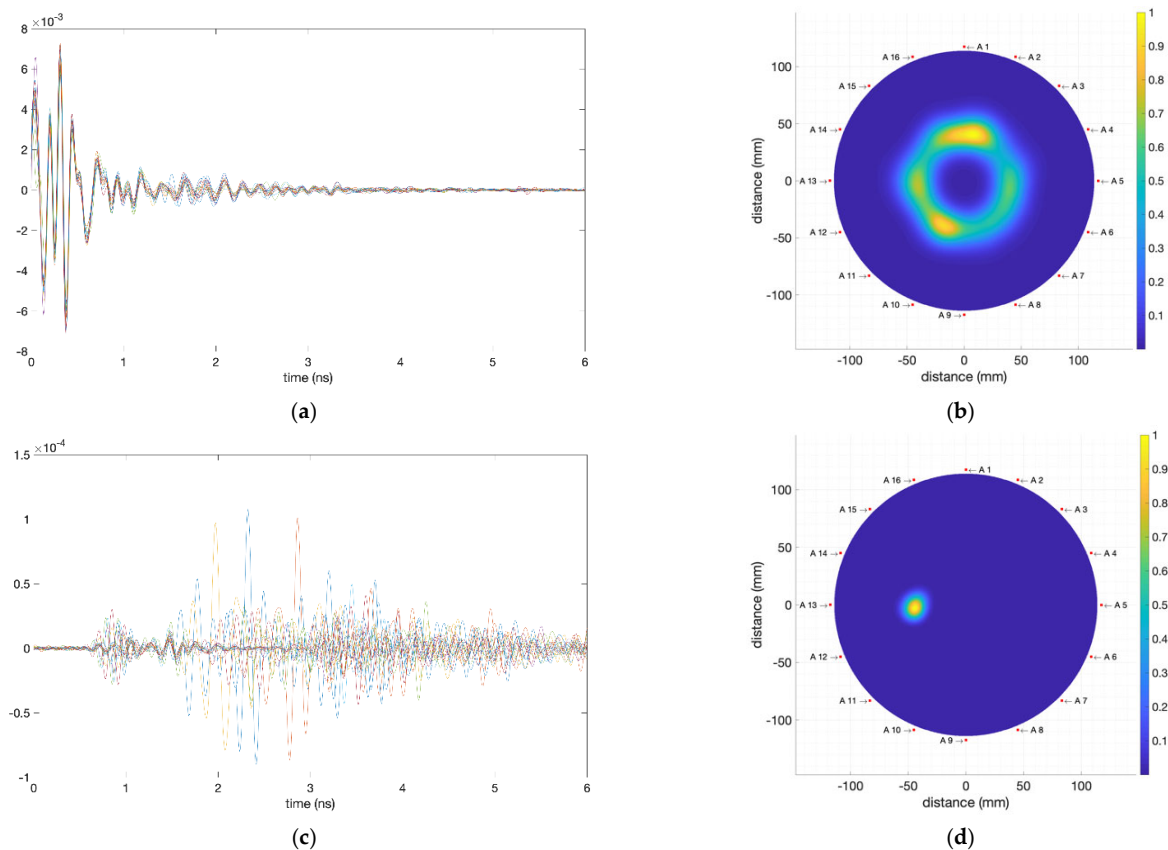 ×10⁻³
8
6
4
2
0
-2
-4
-6
-8
0 1 2 3 4 5 6
time (ns)
(a)
A 1
A 16 A 2
A 15 A 3
A 14 A 4
A 13 A 5
A 12 A 6
A 11 A 7
A 10 A 8
A 9
100
50
0
-50
-100
distance (mm)
-100 -50 0 50 100
distance (mm)
1
0.9
0.8
0.7
0.6
0.5
0.4
0.3
0.2
0.1
(b)
×10⁻⁴
1.5
1
0.5
0
-0.5
-1
0 1 2 3 4 5 6
time (ns)
(c)
A 1
A 16 A 2
A 15 A 3
A 14 A 4
A 13 A 5
A 12 A 6
A 11 A 7
A 10 A 8
A 9
100
50
0
-50
-100
distance (mm)
-100 -50 0 50 100
distance (mm)
1
0.9
0.8
0.7
0.6
0.5
0.4
0.3
0.2
0.1
(d)